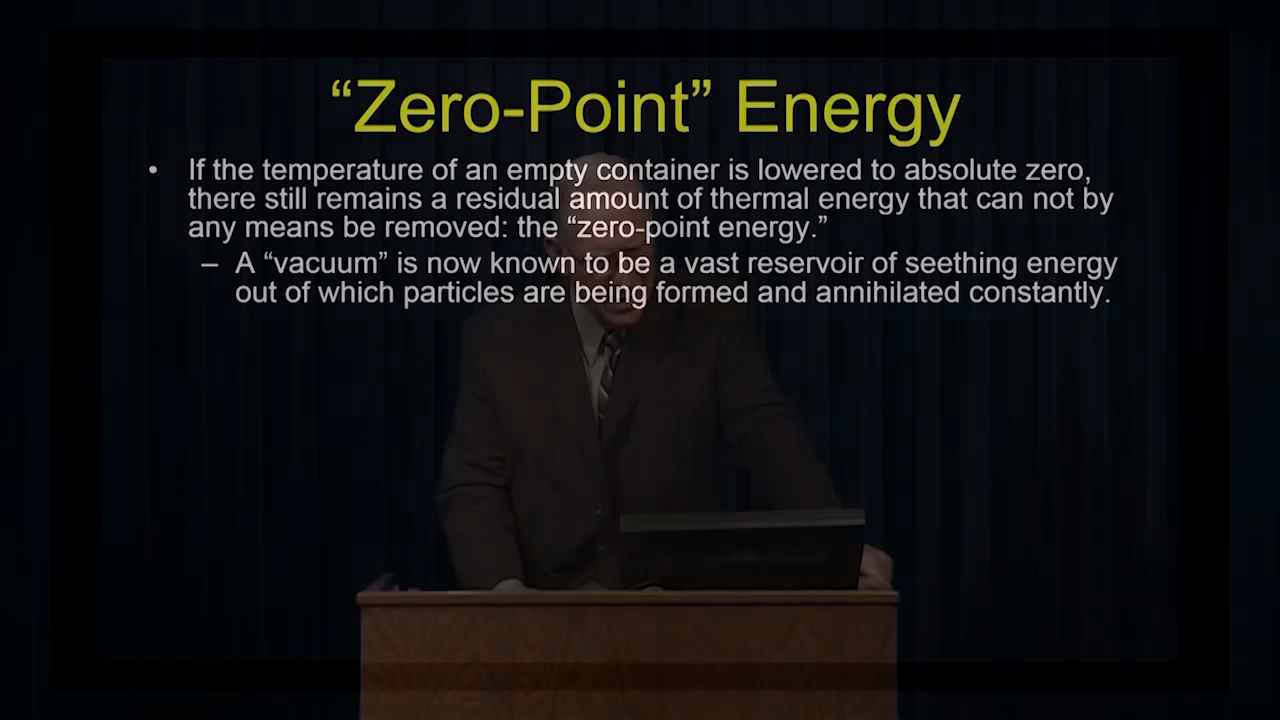 “Zero-Point” Energy
• If the temperature of an empty container is lowered to absolute zero,
there still remains a residual amount of thermal energy that can not by
any means be removed: the “zero-point energy.”
– A “vacuum” is now known to be a vast reservoir of seething energy
out of which particles are being formed and annihilated constantly.